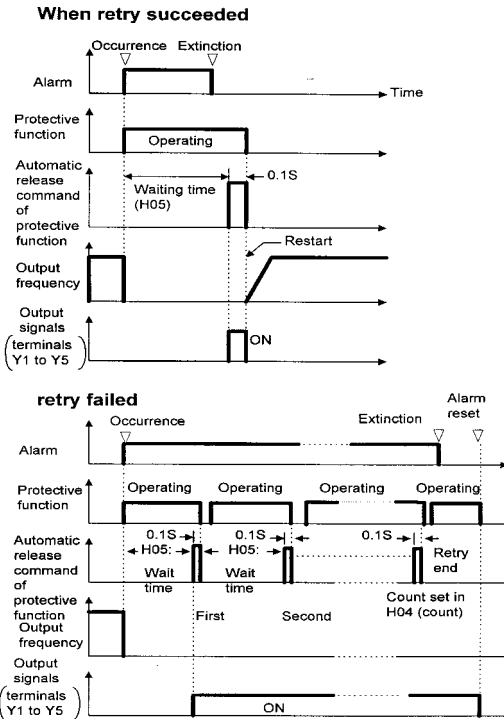 When retry succeeded
Occurrence Extinction
Alarm
Time
Protective
function
Operating
Automatic
release
command
of
protective
function
Waiting time
(H05)
0.1S
Restart
Output
frequency
Output
signals
(terminals
Y1 to Y5)
ON
retry failed
Occurrence
Extinction
Alarm
reset
Alarm
Protective
function
Operating Operating Operating Operating
Automatic
release
command
of
protective
function
0.1S 0.1S 0.1S
H05: H05:
Wait
time
Wait
time
Retry
end
First Second
Count set in
H04 (count)
Output
frequency
Output
signals
(terminals
Y1 to Y5)
ON